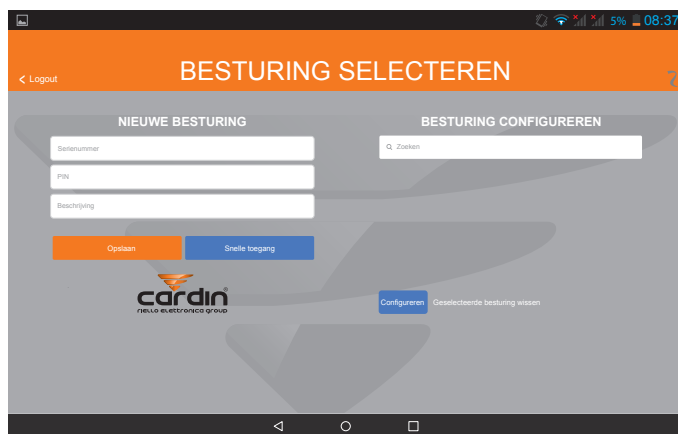 5% 08:37
Logout
BESTURING SELECTEREN
NIEUWE BESTURING
Serienummer
PIN
Beschrijving
Opslaan
Snelle toegang
cardin
riello elettronica group
BESTURING CONFIGUREREN
Zoeken
Configureren
Geselecteerde besturing wissen